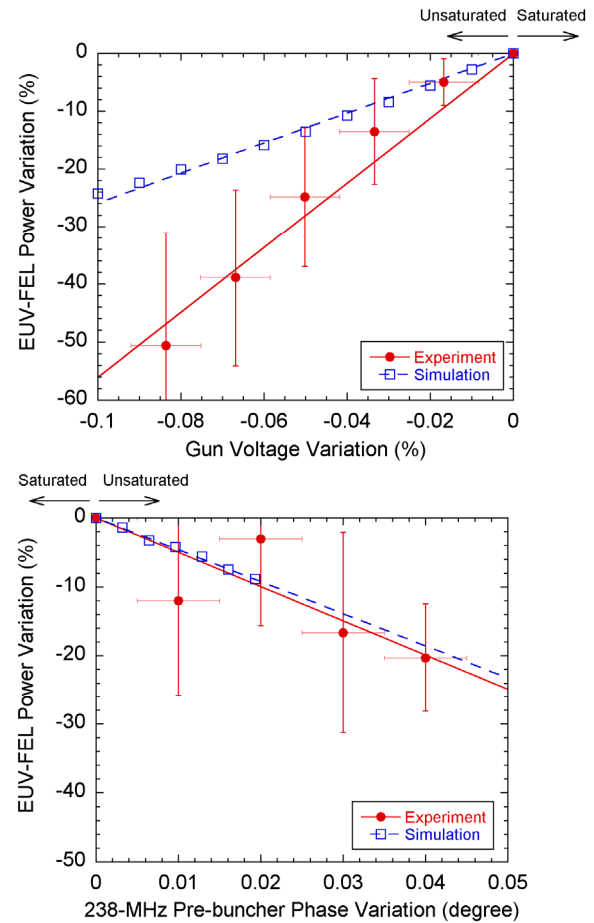 Unsaturated Saturated
0
-10
-20
-30
-40
-50
-60
EUV-FEL Power Variation (%)
Experiment
Simulation
-0.1 -0.08 -0.06 -0.04 -0.02 0
Gun Voltage Variation (%)
Saturated Unsaturated
0
-10
-20
-30
-40
-50
EUV-FEL Power Variation (%)
Experiment
Simulation
0 0.01 0.02 0.03 0.04 0.05
238-MHz Pre-buncher Phase Variation (degree)